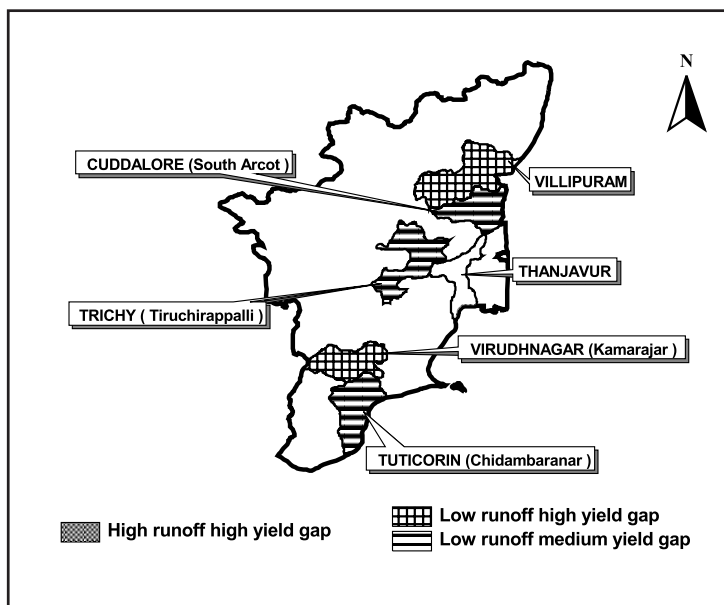 N
CUDDALORE (South Arcot )
VILLIPURAM
THANJAVUR
TRICHY ( Tiruchirappalli )
VIRUDHNAGAR (Kamarajar )
TUTICORIN (Chidambaranar )
High runoff high yield gap
Low runoff high yield gap
Low runoff medium yield gap